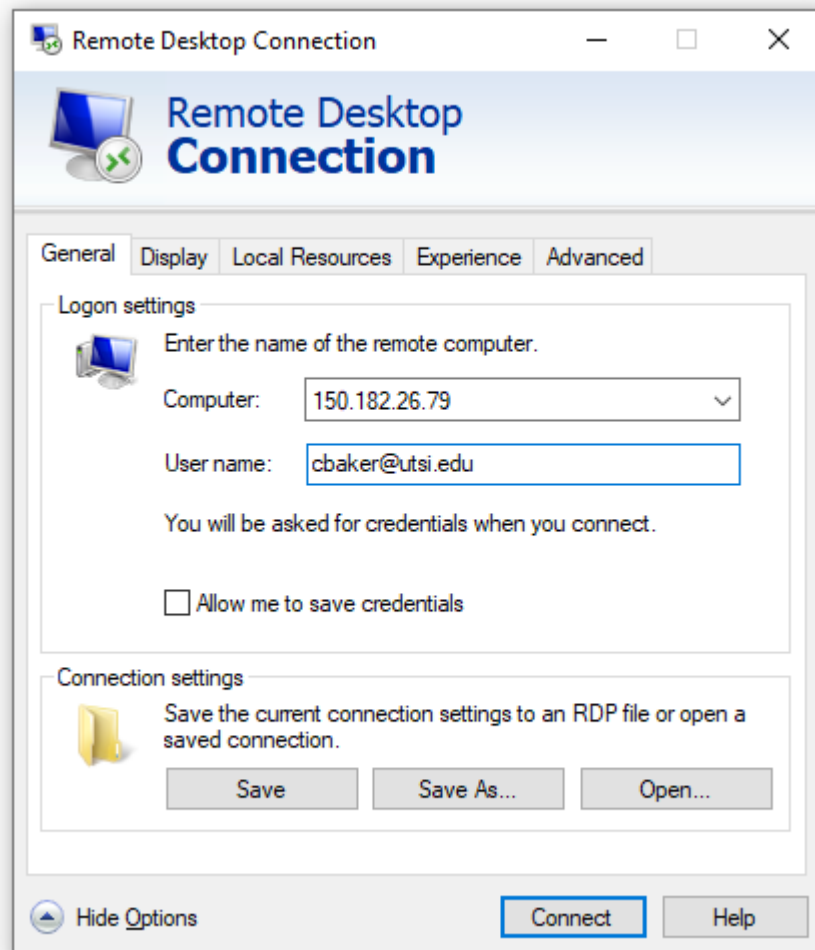 Remote Desktop Connection
Remote Desktop
Connection
General Display Local Resources Experience Advanced
Logon settings
Enter the name of the remote computer.
Computer: 150.182.26.79
User name: cbaker@utsi.edu
You will be asked for credentials when you connect.
Allow me to save credentials
Connection settings
Save the current connection settings to an RDP file or open a
saved connection.
Save Save As... Open...
Hide Options Connect Help